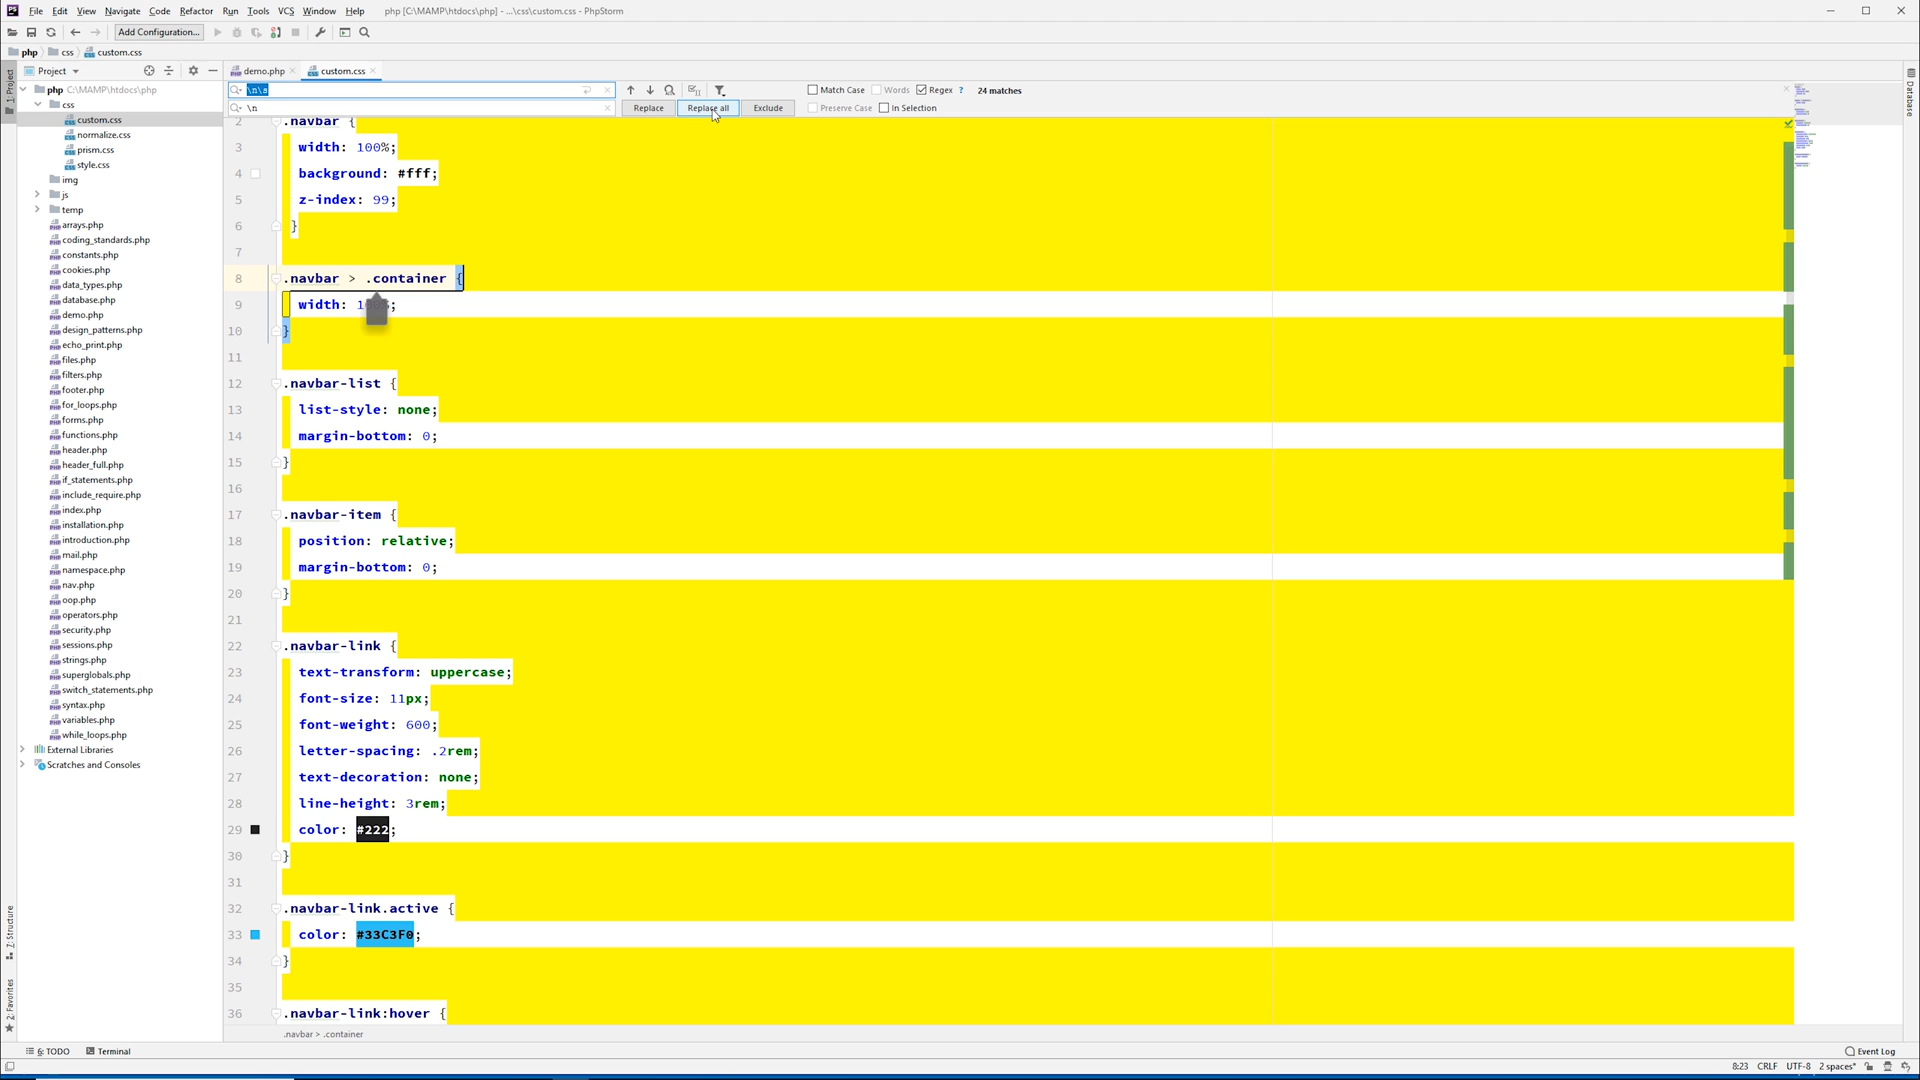 PS File Edit View Navigate Code Refactor Run Tools VCS Window Help php [C:\MAMP\htdocs\php] - ...\css\custom.css - PhpStorm
Add Configuration...
php css custom.css
Project demo.php custom.css
1: Project
Database
\n\s Match Case Words Regex ? 24 matches
\n Replace Replace all Exclude Preserve Case In Selection
php C:\MAMP\htdocs\php
css
custom.css
normalize.css
prism.css
style.css
img
js
temp
arrays.php
coding_standards.php
constants.php
cookies.php
data_types.php
database.php
demo.php
design_patterns.php
echo_print.php
files.php
filters.php
footer.php
for_loops.php
forms.php
functions.php
header.php
header_full.php
if_statements.php
include_require.php
index.php
installation.php
introduction.php
mail.php
namespace.php
nav.php
oop.php
operators.php
security.php
sessions.php
strings.php
superglobals.php
switch_statements.php
syntax.php
variables.php
while_loops.php
External Libraries
Scratches and Consoles
2 .navbar {
3 width: 100%;
4 background: #fff;
5 z-index: 99;
6 }
7
8 .navbar > .container {
9 width: 1
10 }
11
12 .navbar-list {
13 list-style: none;
14 margin-bottom: 0;
15 }
16
17 .navbar-item {
18 position: relative;
19 margin-bottom: 0;
20 }
21
22 .navbar-link {
23 text-transform: uppercase;
24 font-size: 11px;
25 font-weight: 600;
26 letter-spacing: .2rem;
27 text-decoration: none;
28 line-height: 3rem;
29 color: #222;
30 }
31
32 .navbar-link.active {
33 color: #33C3F0;
34 }
35
36 .navbar-link:hover {
.navbar > .container
7: Structure
2: Favorites
6: TODO Terminal Event Log
8:23 CRLF UTF-8 2 spaces*